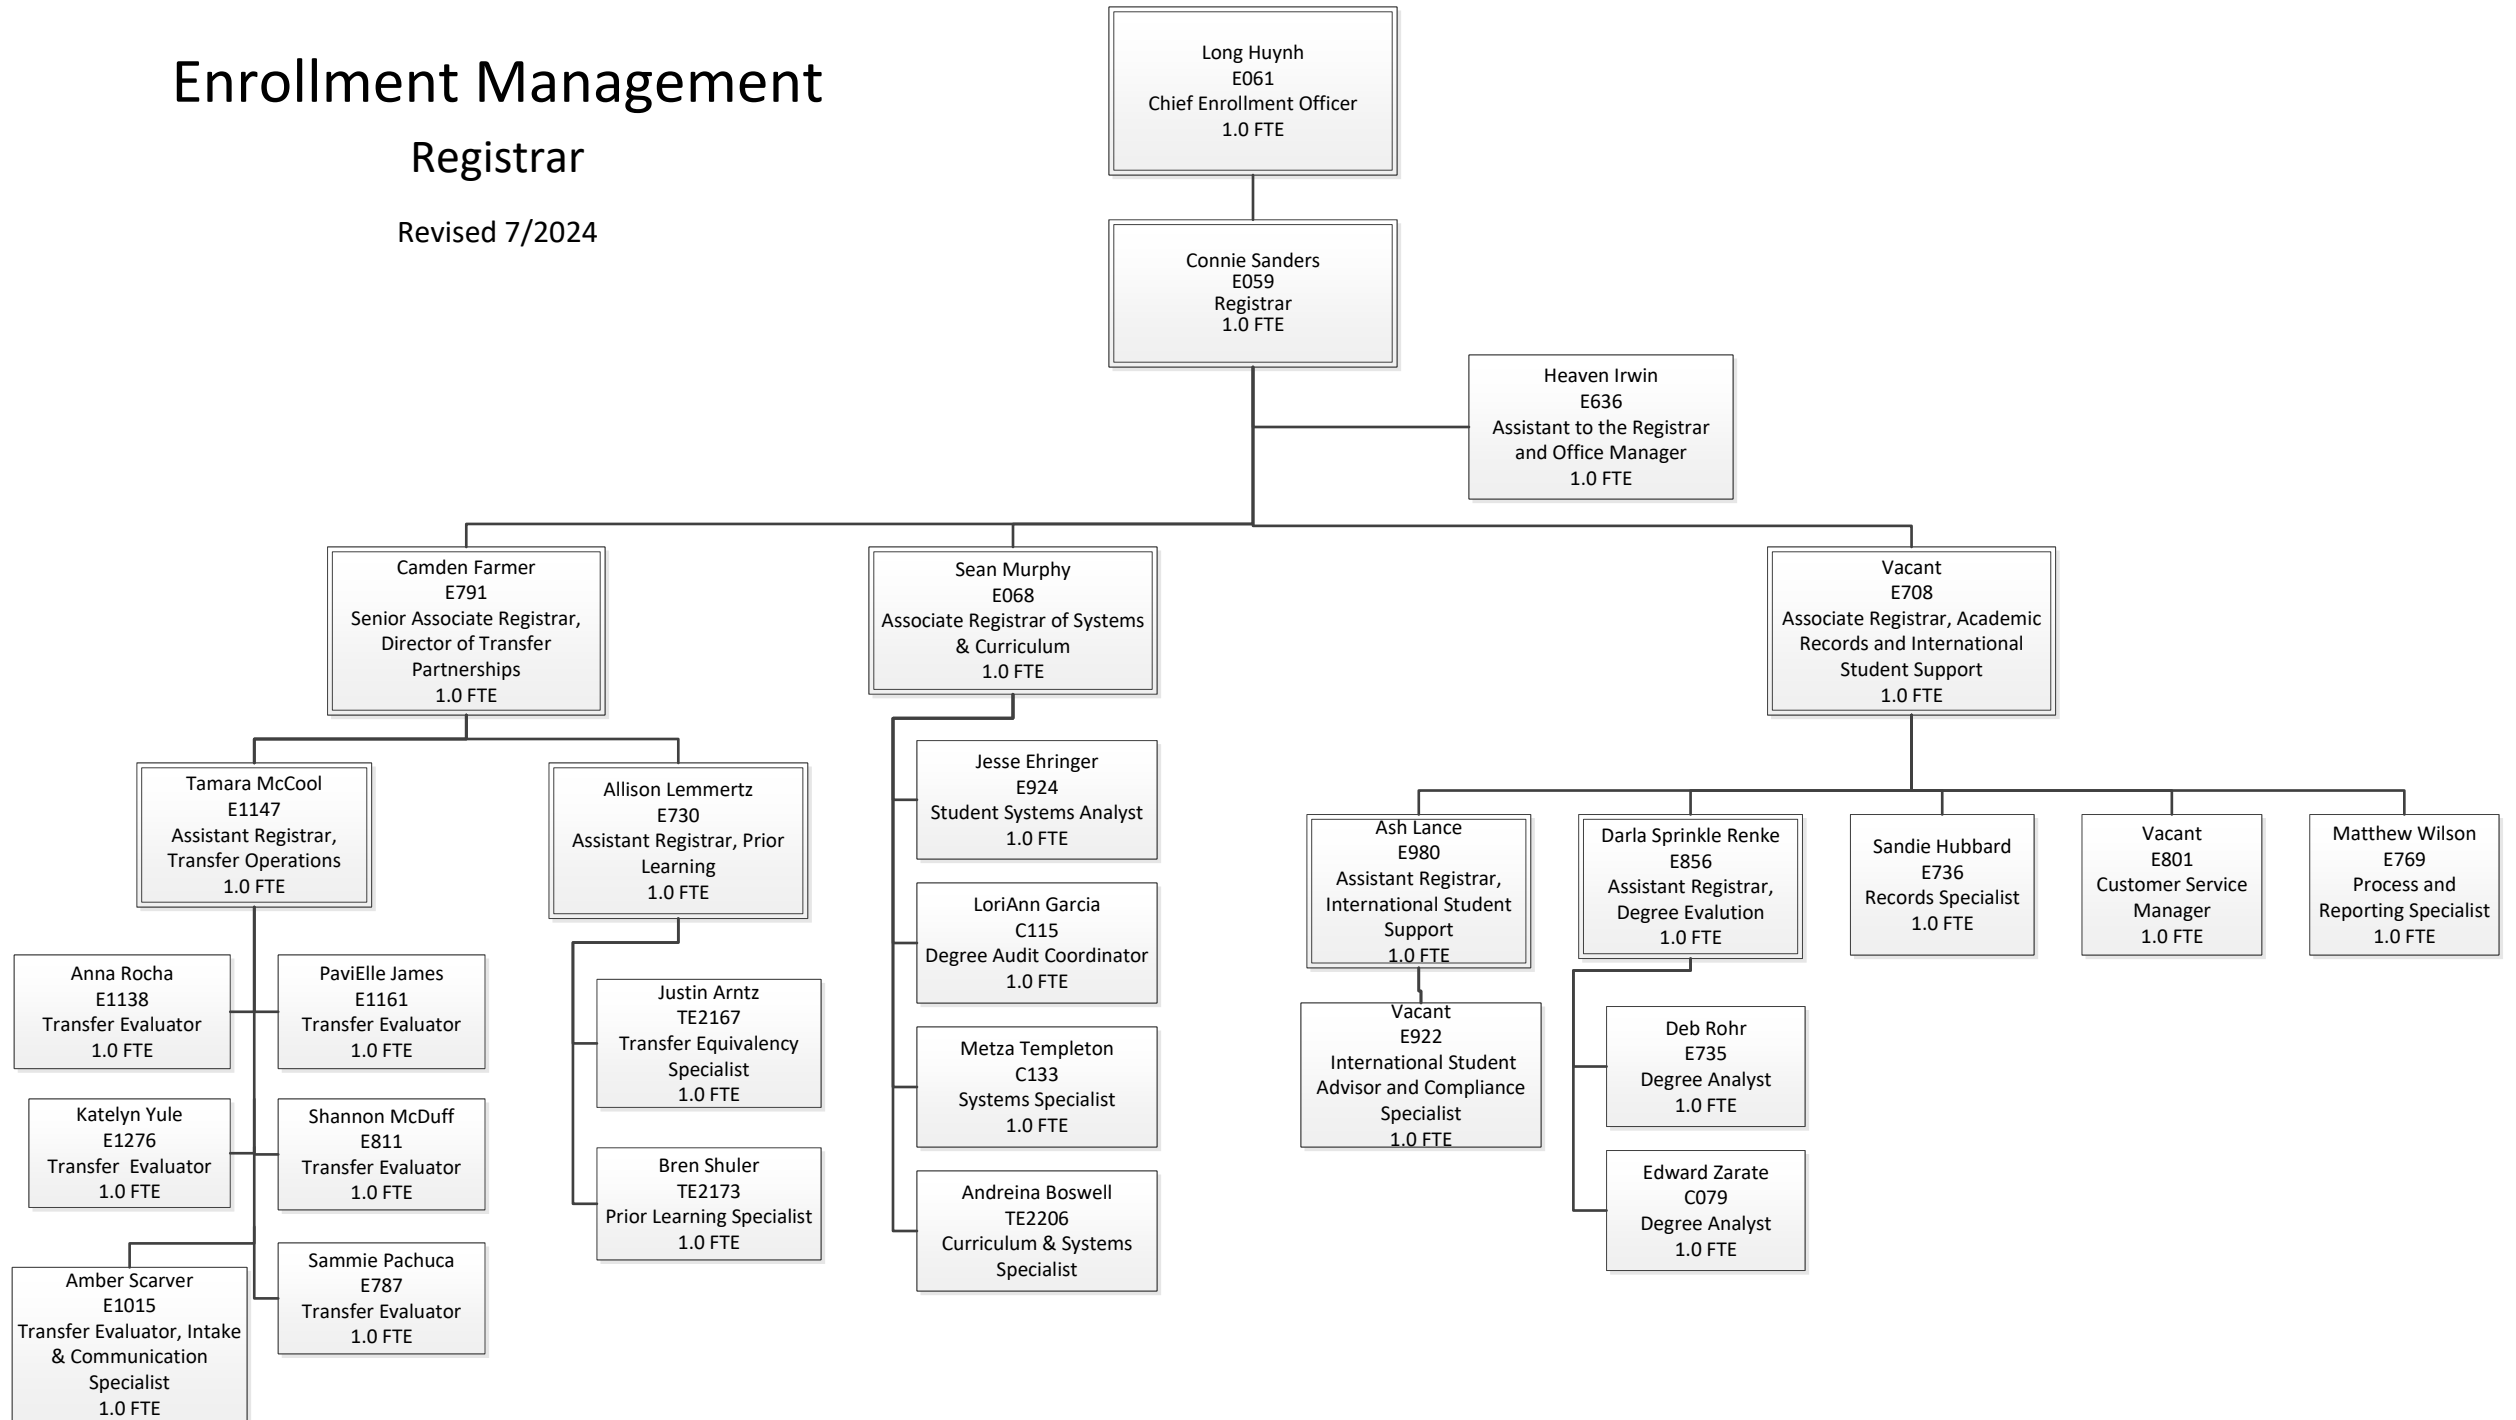 Enrollment Management
Registrar
Revised 7/2024
Long Huynh
E061
Chief Enrollment Officer
1.0 FTE
Connie Sanders
E059
Registrar
1.0 FTE
Heaven Irwin
E636
Assistant to the Registrar
and Office Manager
1.0 FTE
Camden Farmer
E791
Senior Associate Registrar,
Director of Transfer
Partnerships
1.0 FTE
Sean Murphy
E068
Associate Registrar of Systems
& Curriculum
1.0 FTE
Vacant
E708
Associate Registrar, Academic
Records and International
Student Support
1.0 FTE
Tamara McCool
E1147
Assistant Registrar,
Transfer Operations
1.0 FTE
Allison Lemmertz
E730
Assistant Registrar, Prior
Learning
1.0 FTE
Anna Rocha
E1138
Transfer Evaluator
1.0 FTE
PaviElle James
E1161
Transfer Evaluator
1.0 FTE
Katelyn Yule
E1276
Transfer  Evaluator
1.0 FTE
Shannon McDuff
E811
Transfer Evaluator
1.0 FTE
Amber Scarver
E1015
Transfer Evaluator, Intake
& Communication
Specialist
1.0 FTE
Sammie Pachuca
E787
Transfer Evaluator
1.0 FTE
Justin Arntz
TE2167
Transfer Equivalency
Specialist
1.0 FTE
Bren Shuler
TE2173
Prior Learning Specialist
1.0 FTE
Jesse Ehringer
E924
Student Systems Analyst
1.0 FTE
LoriAnn Garcia
C115
Degree Audit Coordinator
1.0 FTE
Metza Templeton
C133
Systems Specialist
1.0 FTE
Andreina Boswell
TE2206
Curriculum & Systems
Specialist
Ash Lance
E980
Assistant Registrar,
International Student
Support
1.0 FTE
Vacant
E922
International Student
Advisor and Compliance
Specialist
1.0 FTE
Darla Sprinkle Renke
E856
Assistant Registrar,
Degree Evalution
1.0 FTE
Deb Rohr
E735
Degree Analyst
1.0 FTE
Edward Zarate
C079
Degree Analyst
1.0 FTE
Sandie Hubbard
E736
Records Specialist
1.0 FTE
Vacant
E801
Customer Service
Manager
1.0 FTE
Matthew Wilson
E769
Process and
Reporting Specialist
1.0 FTE